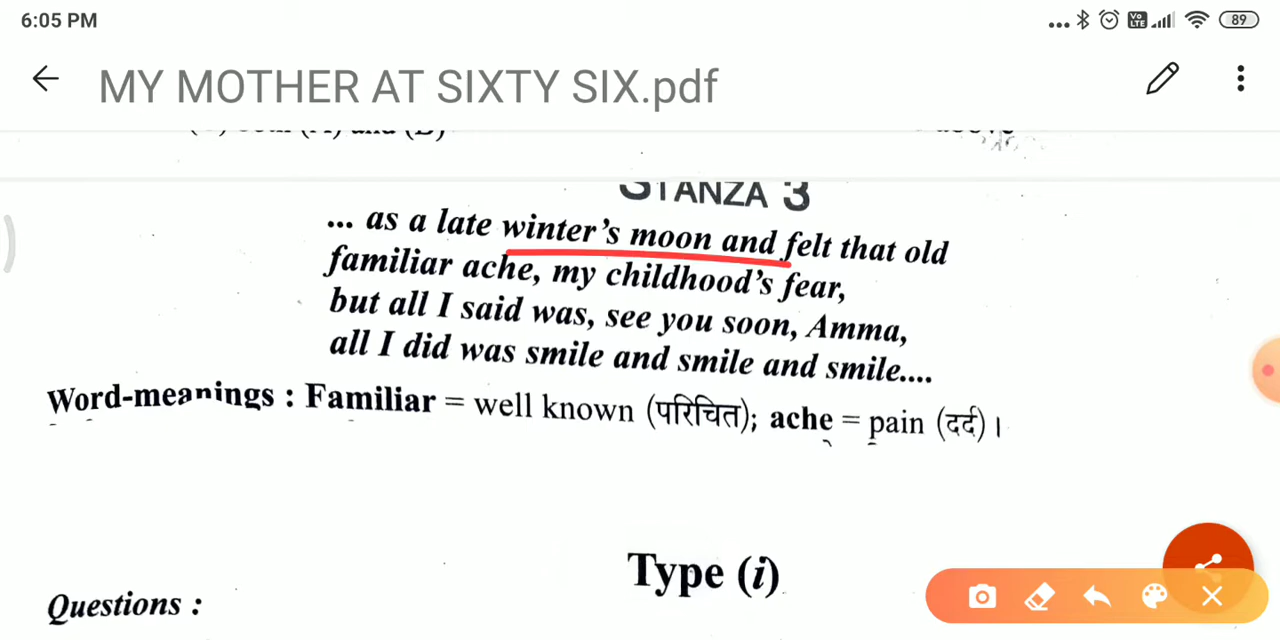 6:05 PM
... Vo LTE 89
MY MOTHER AT SIXTY SIX.pdf
STANZA 3
... as a late winter's moon and felt that old
familiar ache, my childhood's fear,
but all I said was, see you soon, Amma,
all I did was smile and smile and smile....
Word-meanings : Familiar = well known (परिचित); ache = pain (दर्द)।
Type (i)
Questions :